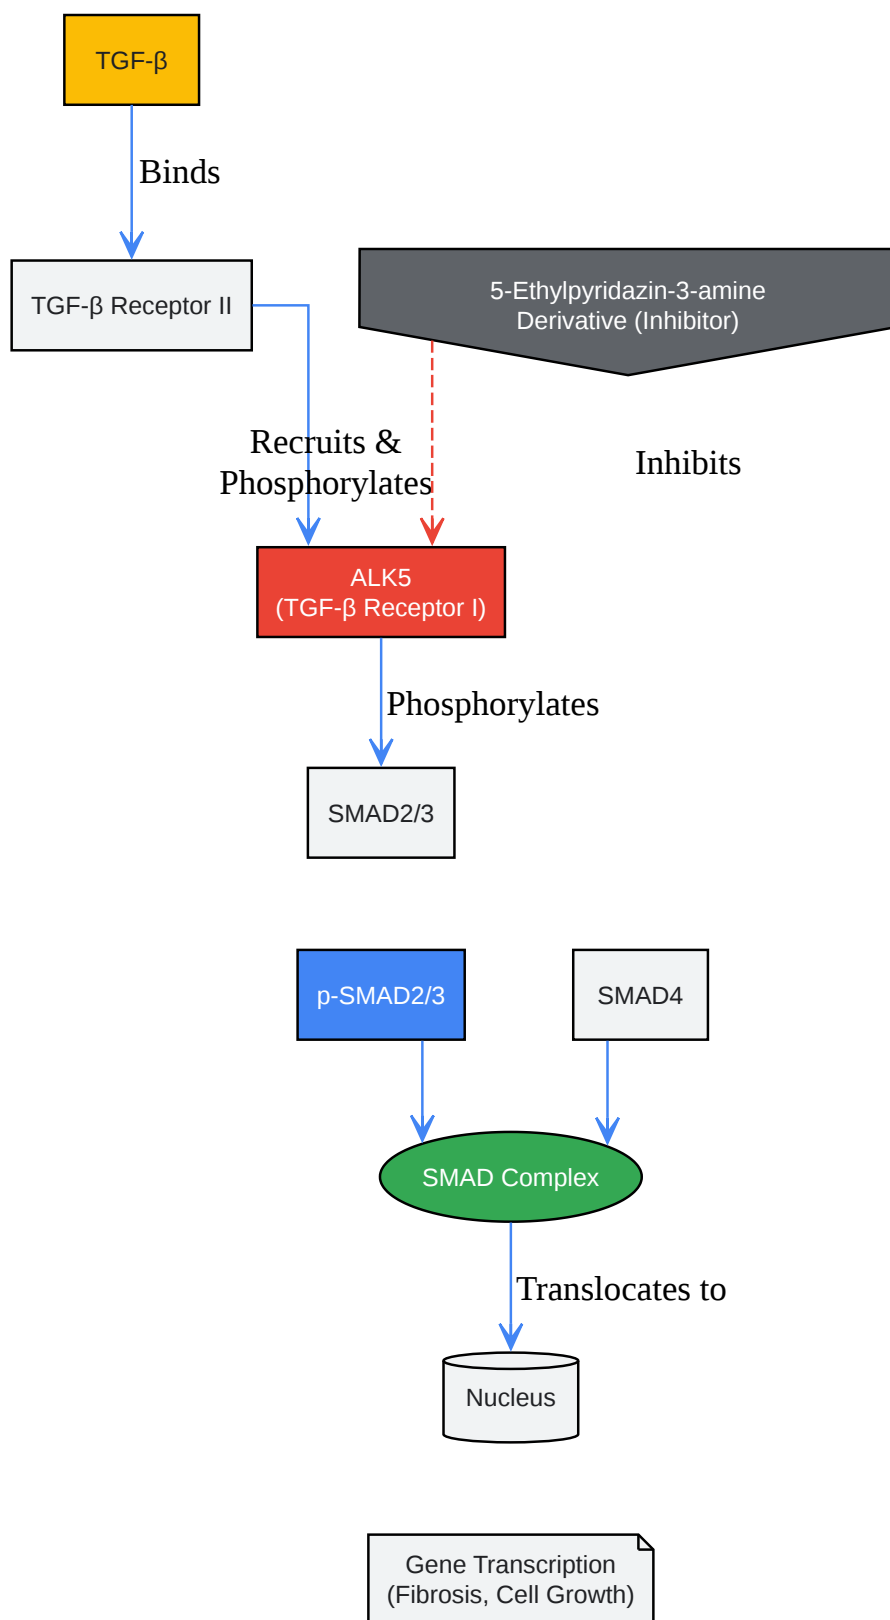 TGF-β
Binds
TGF-β Receptor II
5-Ethylpyridazin-3-amine
Derivative (Inhibitor)
Recruits &
Phosphorylates
Inhibits
ALK5
(TGF-β Receptor I)
Phosphorylates
SMAD2/3
p-SMAD2/3
SMAD4
SMAD Complex
Translocates to
Nucleus
Gene Transcription
(Fibrosis, Cell Growth)